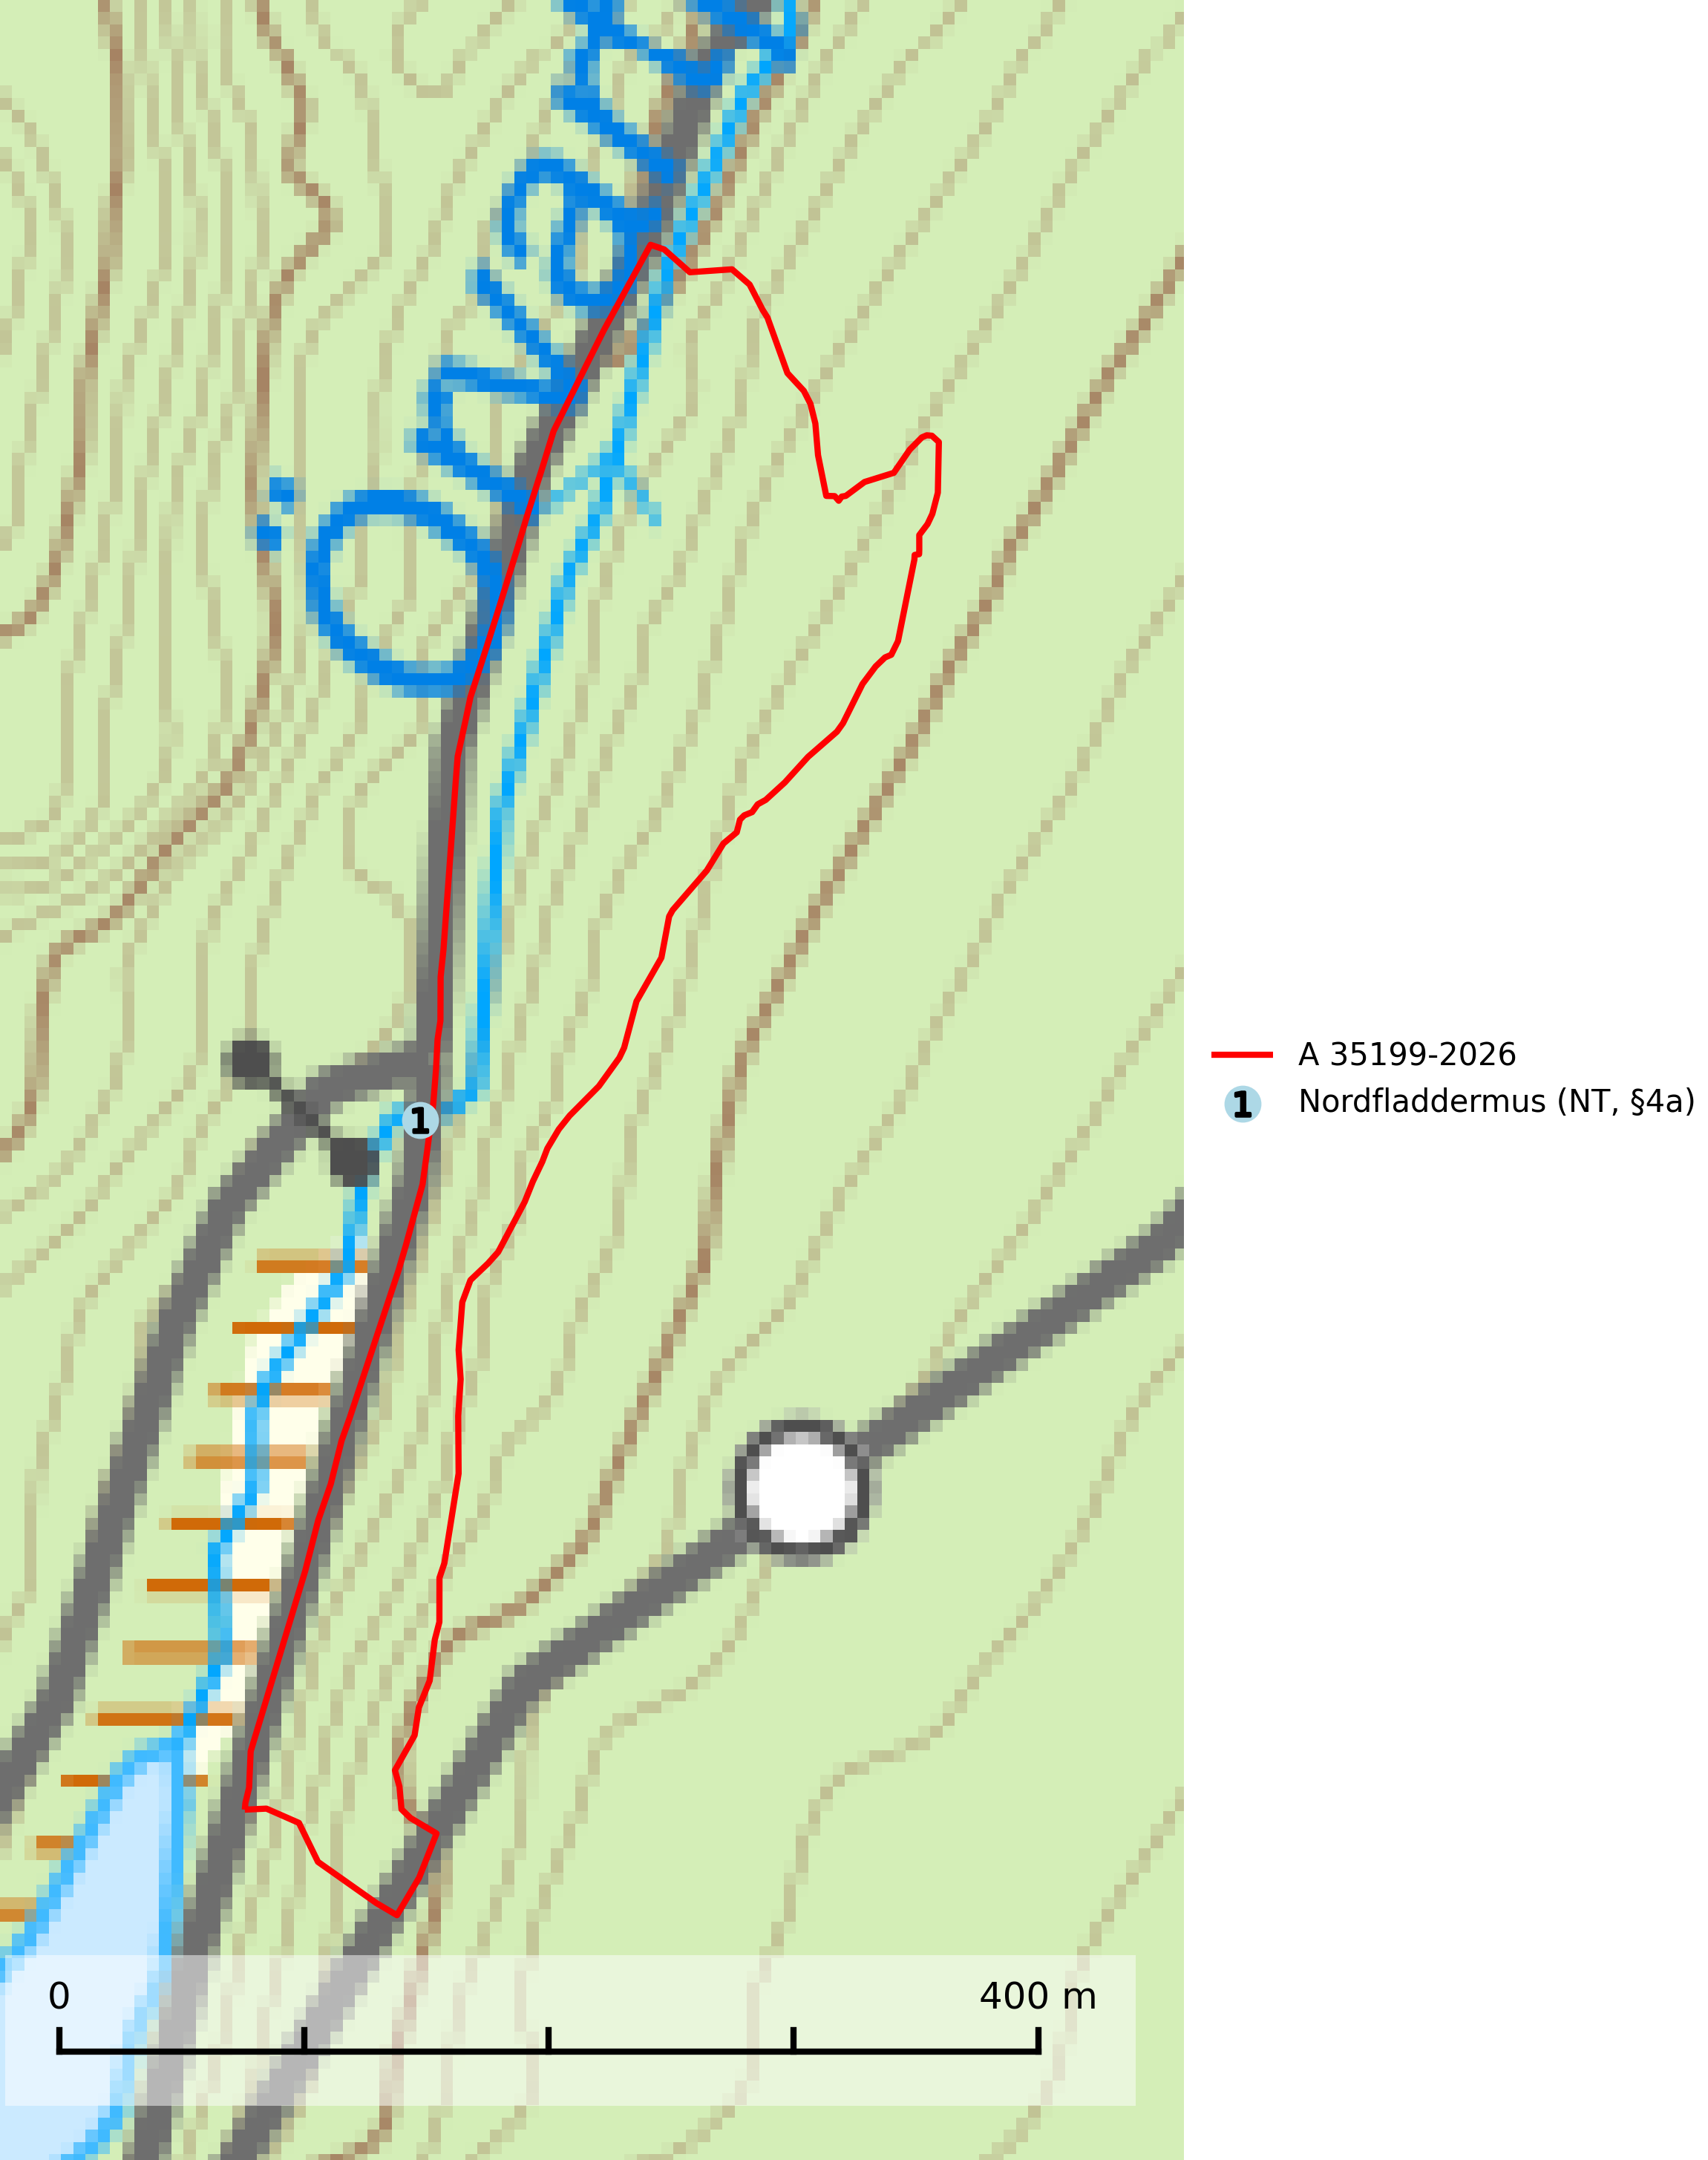 A 35199-2026
1
1 Nordfladdermus (NT, §4a)
0 400 m